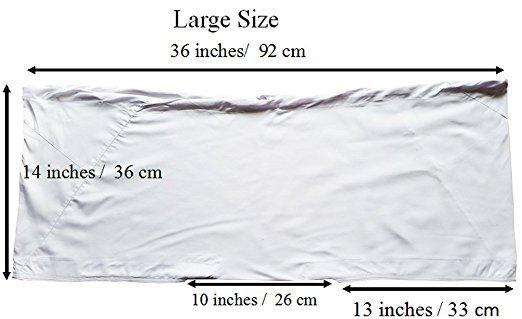 Large Size
36 inches/ 92 cm
14 inches / 36 cm
10 inches / 26 cm
13 inches / 33 cm